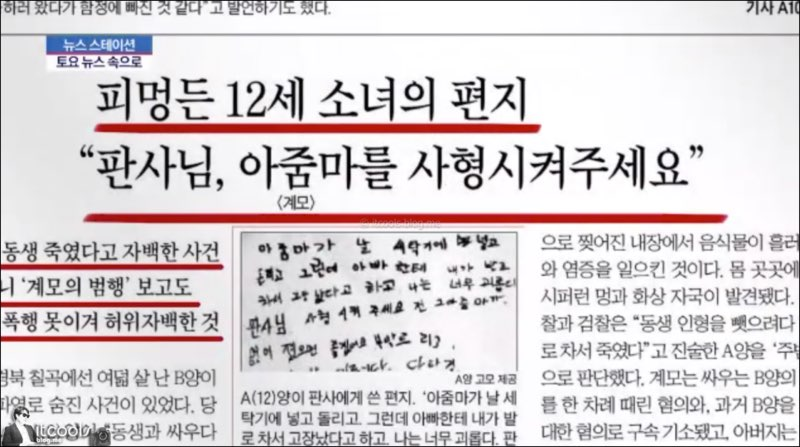 하러 왔다가 함정에 빠진 것 같다”고 발언하기도 했다.
기사 A10
뉴스 스테이션
토요 뉴스 속으로
피멍든 12세 소녀의 편지
“판사님, 아줌마를 사형시켜주세요”
〈계모〉
© itcools-blog.me
동생 죽였다고 자백한 사건
니 ‘계모의 범행’ 보고도
폭행 못이겨 허위자백한 것
경북 칠곡에선 여덟 살 난 B양이
파열로 숨진 사건이 있었다. 당
‘동생과 싸우다
itcools
아줌마가 날 세탁기에 넣고
돌리고 그런데 아빠한테 내가 발로
차서 고장났다고 하고 나는 너무 괴롭다
판사님 사형시켜주세요
A양 고모 제공
A(12)양이 판사에게 쓴 편지. ‘아줌마가 날 세
탁기에 넣고 돌리고. 그런데 아빠한테 내가 발
로 차서 고장났다고 하고. 나는 너무 괴롭다. 판
으로 찢어진 내장에서 음식물이 흘러
와 염증을 일으킨 것이다. 몸 곳곳에
시퍼런 멍과 화상 자국이 발견됐다.
찰과 검찰은 “동생 인형을 뺏으려다
로 차서 죽였다”고 진술한 A양을 ‘주범
으로 판단했다. 계모는 싸우는 B양의
를 한 차례 때린 혐의와, 과거 B양을
대한 혐의로 구속 기소됐고, 아버지는